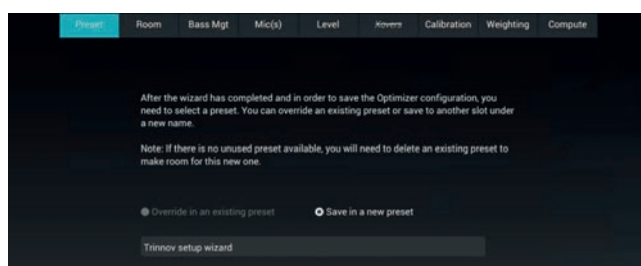 Preset Room Bass Mgt Mic(s) Level Xovers Calibration Weighting Compute
After the wizard has completed and in order to save the Optimizer configuration, you
need to select a preset. You can override an existing preset or save to another slot under
a new name.
Note: If there is no unused preset available, you will need to delete an existing preset to
make room for this new one.
Override in an existing preset Save in a new preset
Trinnov setup wizard